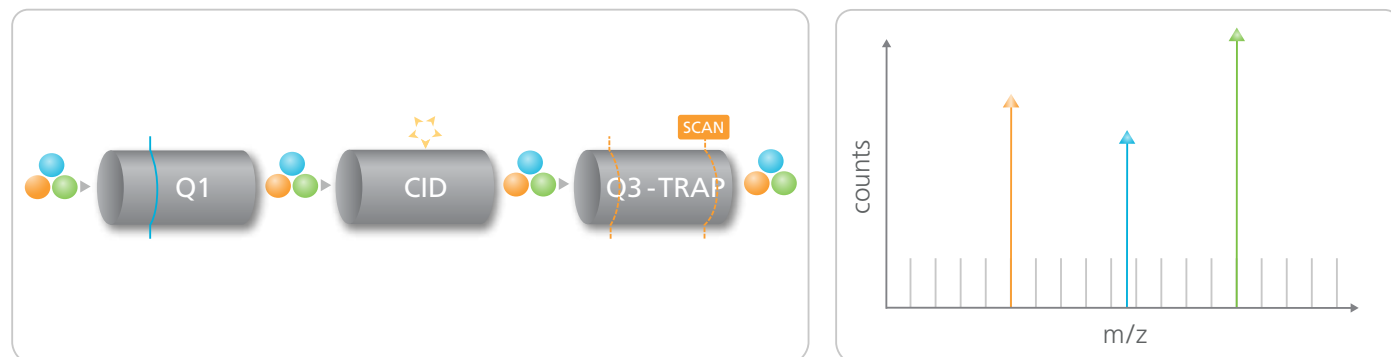 SCAN
Q1
CID
Q3 - TRAP
counts
m/z